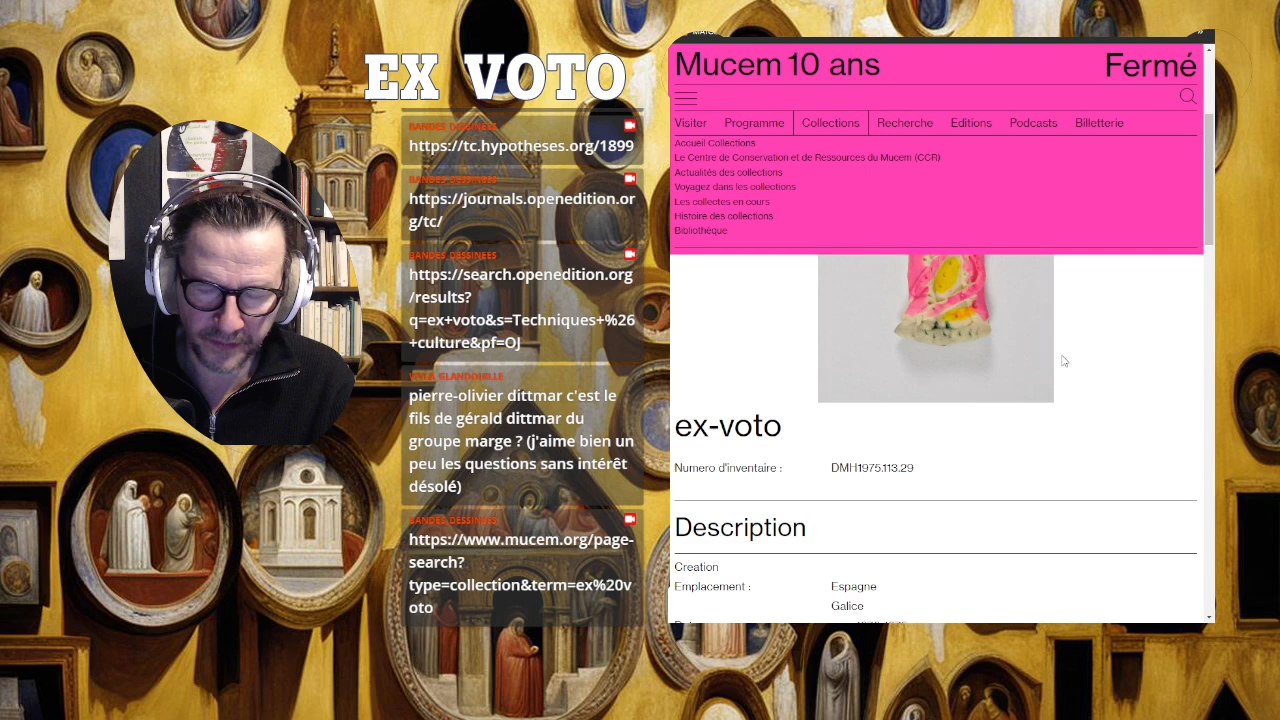 EX VOTO
BANDES_DESSINEES
https://tc.hypotheses.org/1899
BANDES_DESSINEES
https://journals.openedition.or
g/tc/
BANDES_DESSINEES
https://search.openedition.org
/results?
q=ex+voto&s=Techniques+%26
+culture&pf=OJ
pierre-olivier dittmar c'est le
fils de gérald dittmar du
groupe marge ? (j'aime bien un
peu les questions sans intérêt
désolé)
BANDES_DESSINEES
https://www.mucem.org/page-
search?
type=collection&term=ex%20v
oto
Mucem 10 ans
Fermé
Visiter Programme Collections Recherche Editions Podcasts Billetterie
Accueil Collections
Le Centre de Conservation et de Ressources du Mucem (CCR)
Actualités des collections
Voyagez dans les collections
Les collectes en cours
Histoire des collections
Bibliothèque
ex-voto
Numero d'inventaire : DMH1975.113.29
Description
Creation
Emplacement : Espagne
Galice